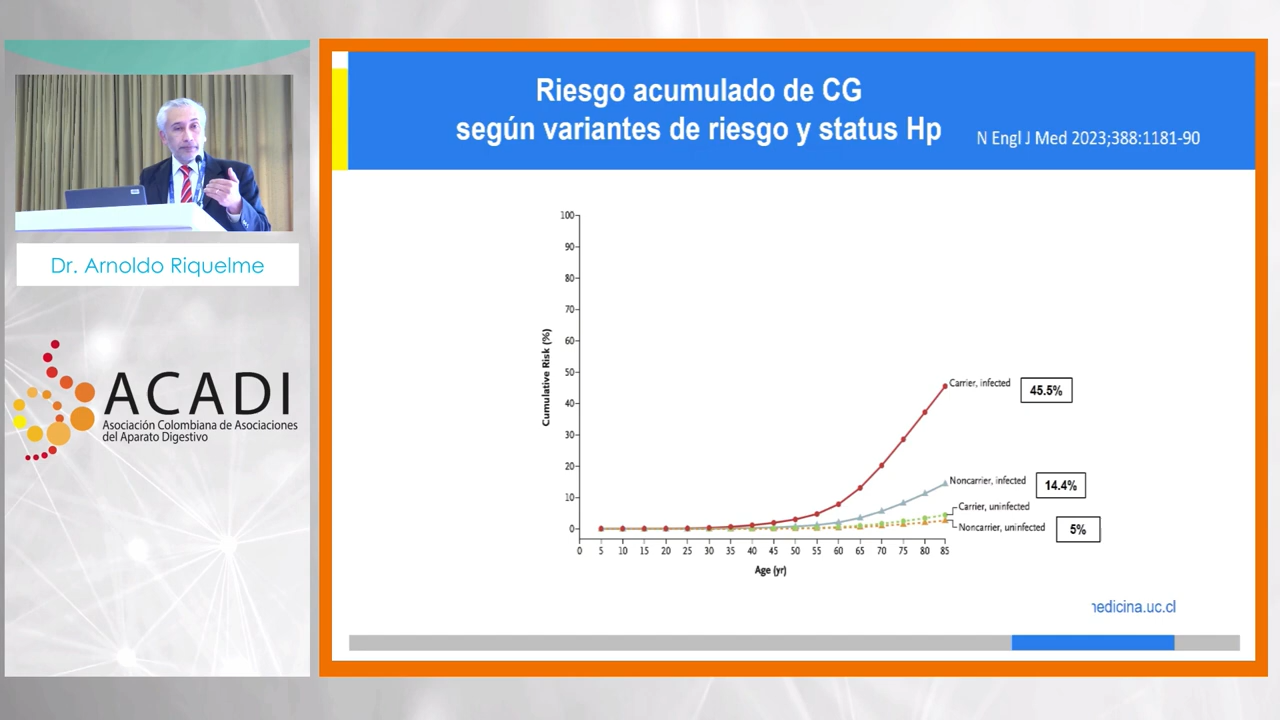 Riesgo acumulado de CG
según variantes de riesgo y status Hp
N Engl J Med 2023;388:1181-90
Dr. Arnoldo Riquelme
ACADI
Asociación Colombiana de Asociaciones
del Aparato Digestivo
Cumulative Risk (%)
100
90
80
70
60
50
40
30
20
10
0
0 5 10 15 20 25 30 35 40 45 50 55 60 65 70 75 80 85
Age (yr)
Carrier, infected
45.5%
Noncarrier, infected
14.4%
Carrier, uninfected
Noncarrier, uninfected
5%
medicina.uc.cl